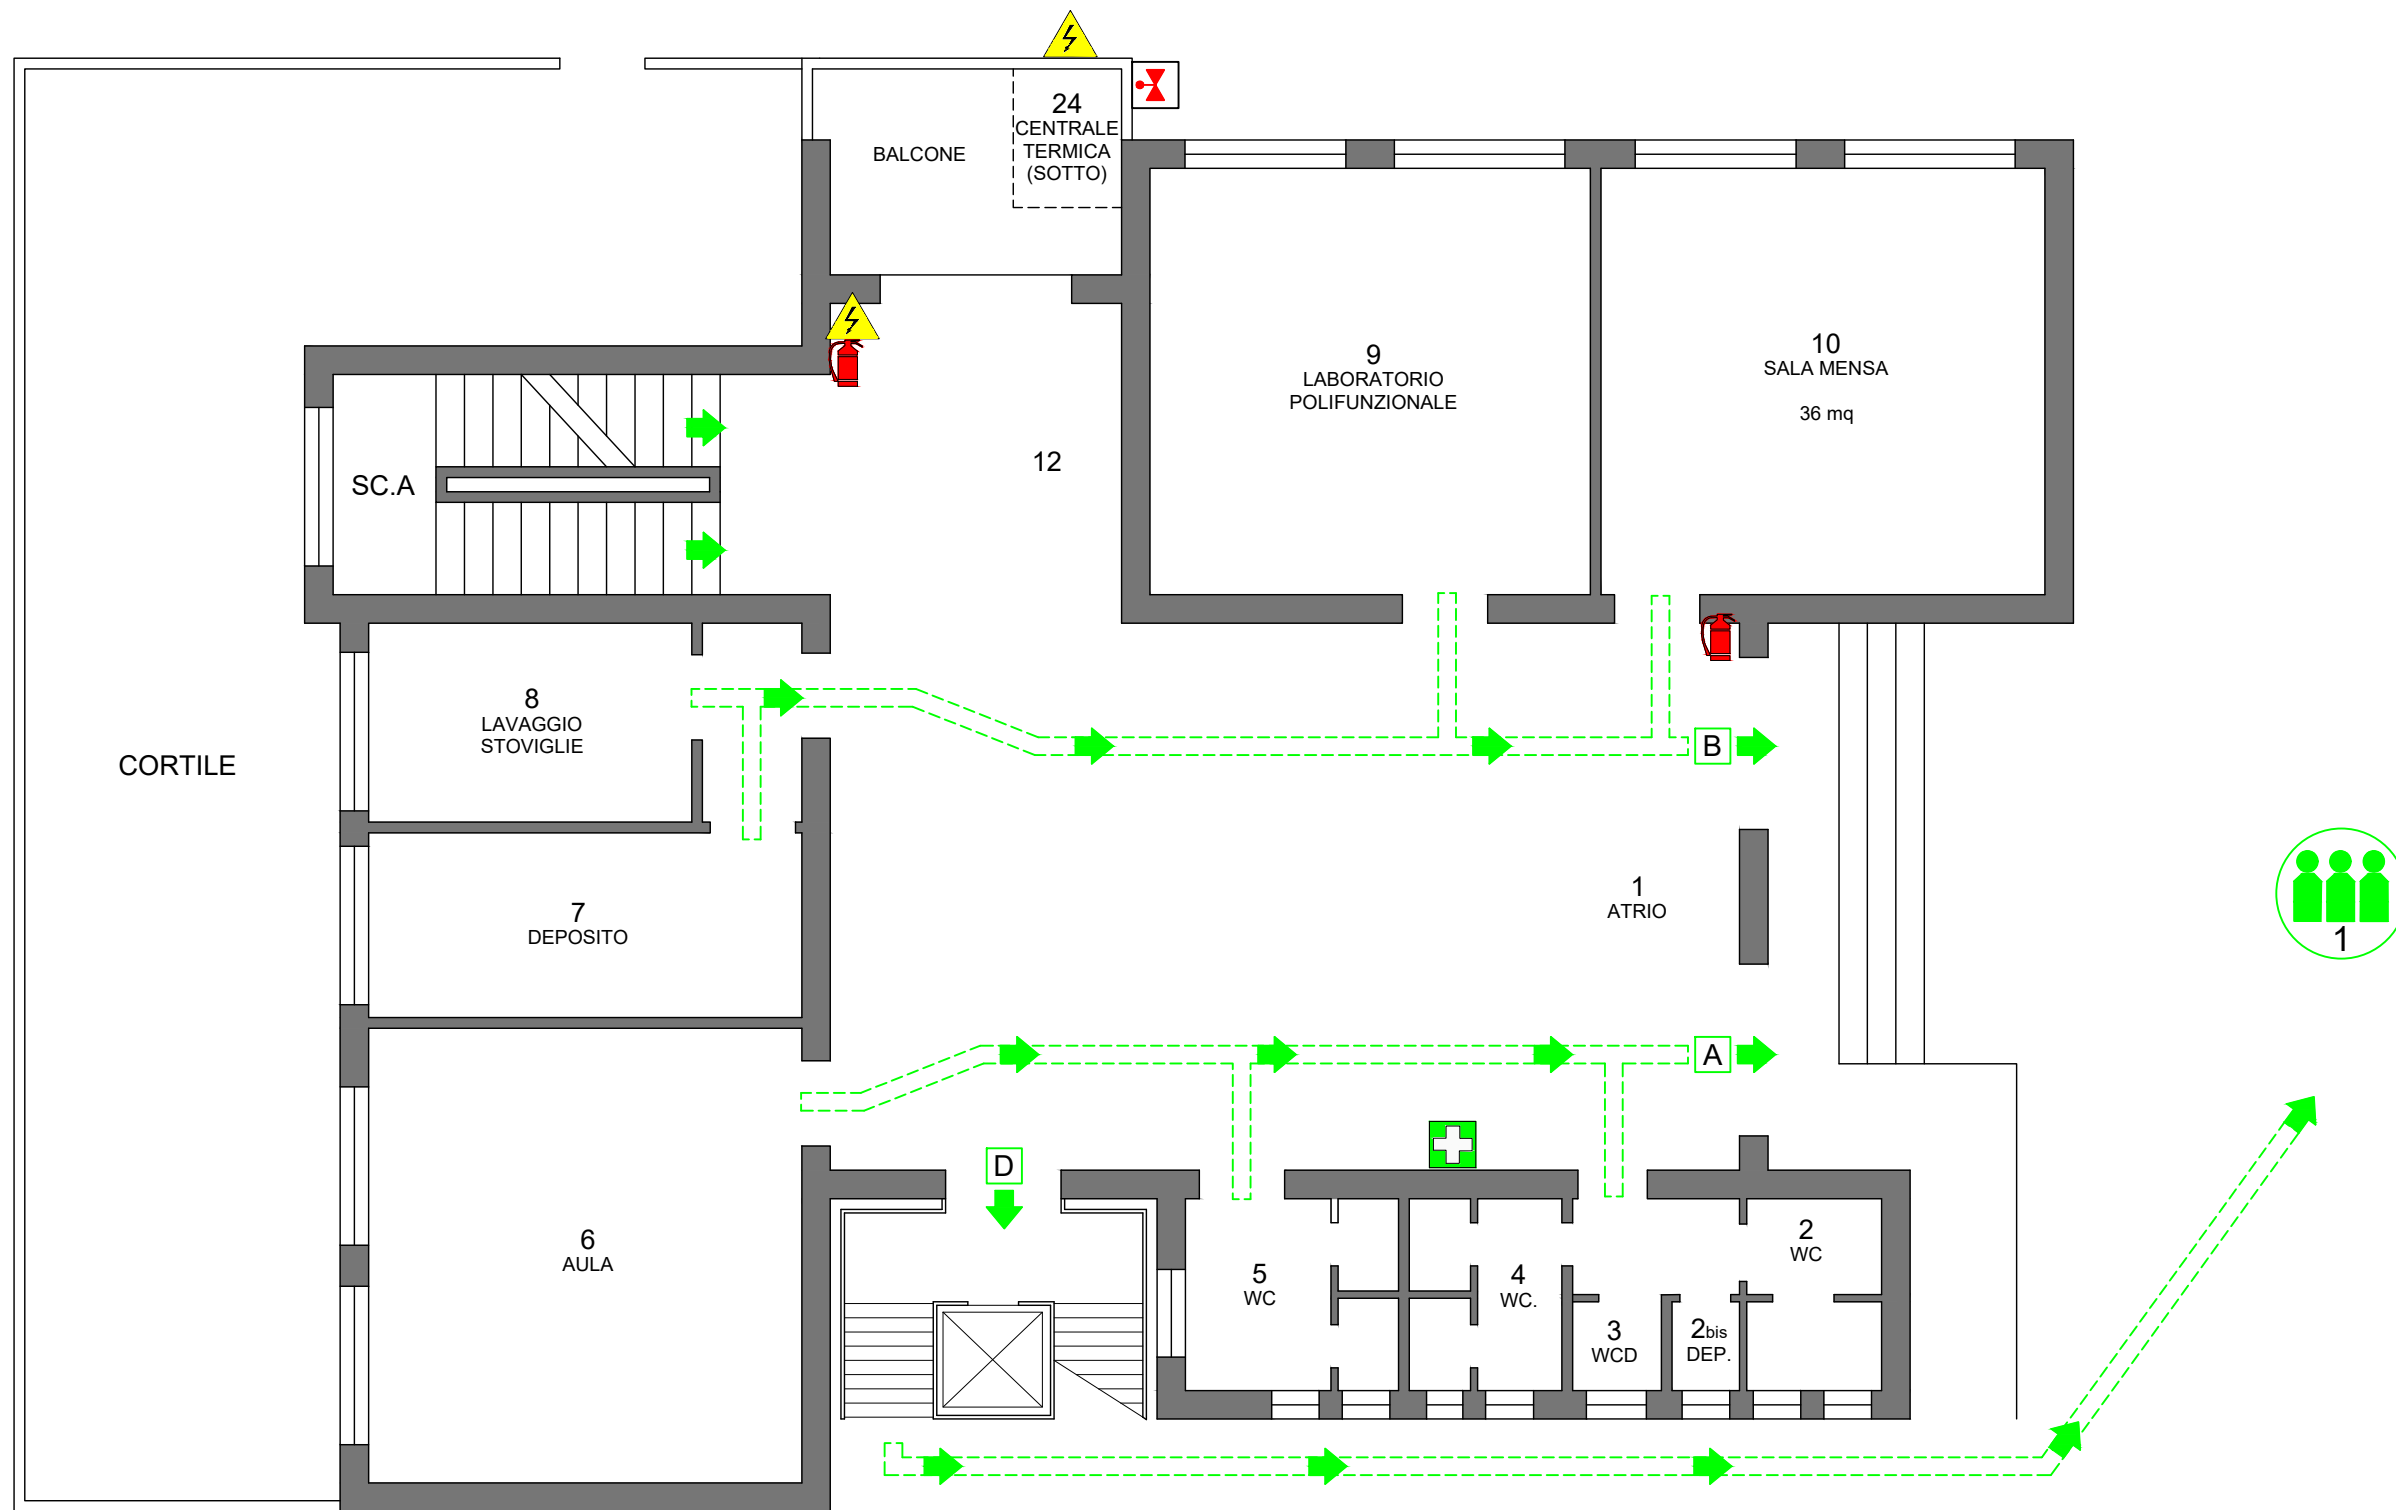 24
CENTRALE
TERMICA
(SOTTO)
BALCONE
9
LABORATORIO
POLIFUNZIONALE
10
SALA MENSA
36 mq
12
SC.A
8
LAVAGGIO
STOVIGLIE
B
CORTILE
7
DEPOSITO
1
ATRIO
1
A
D
6
AULA
5
WC
4
WC.
3
WCD
2bis
DEP.
2
WC